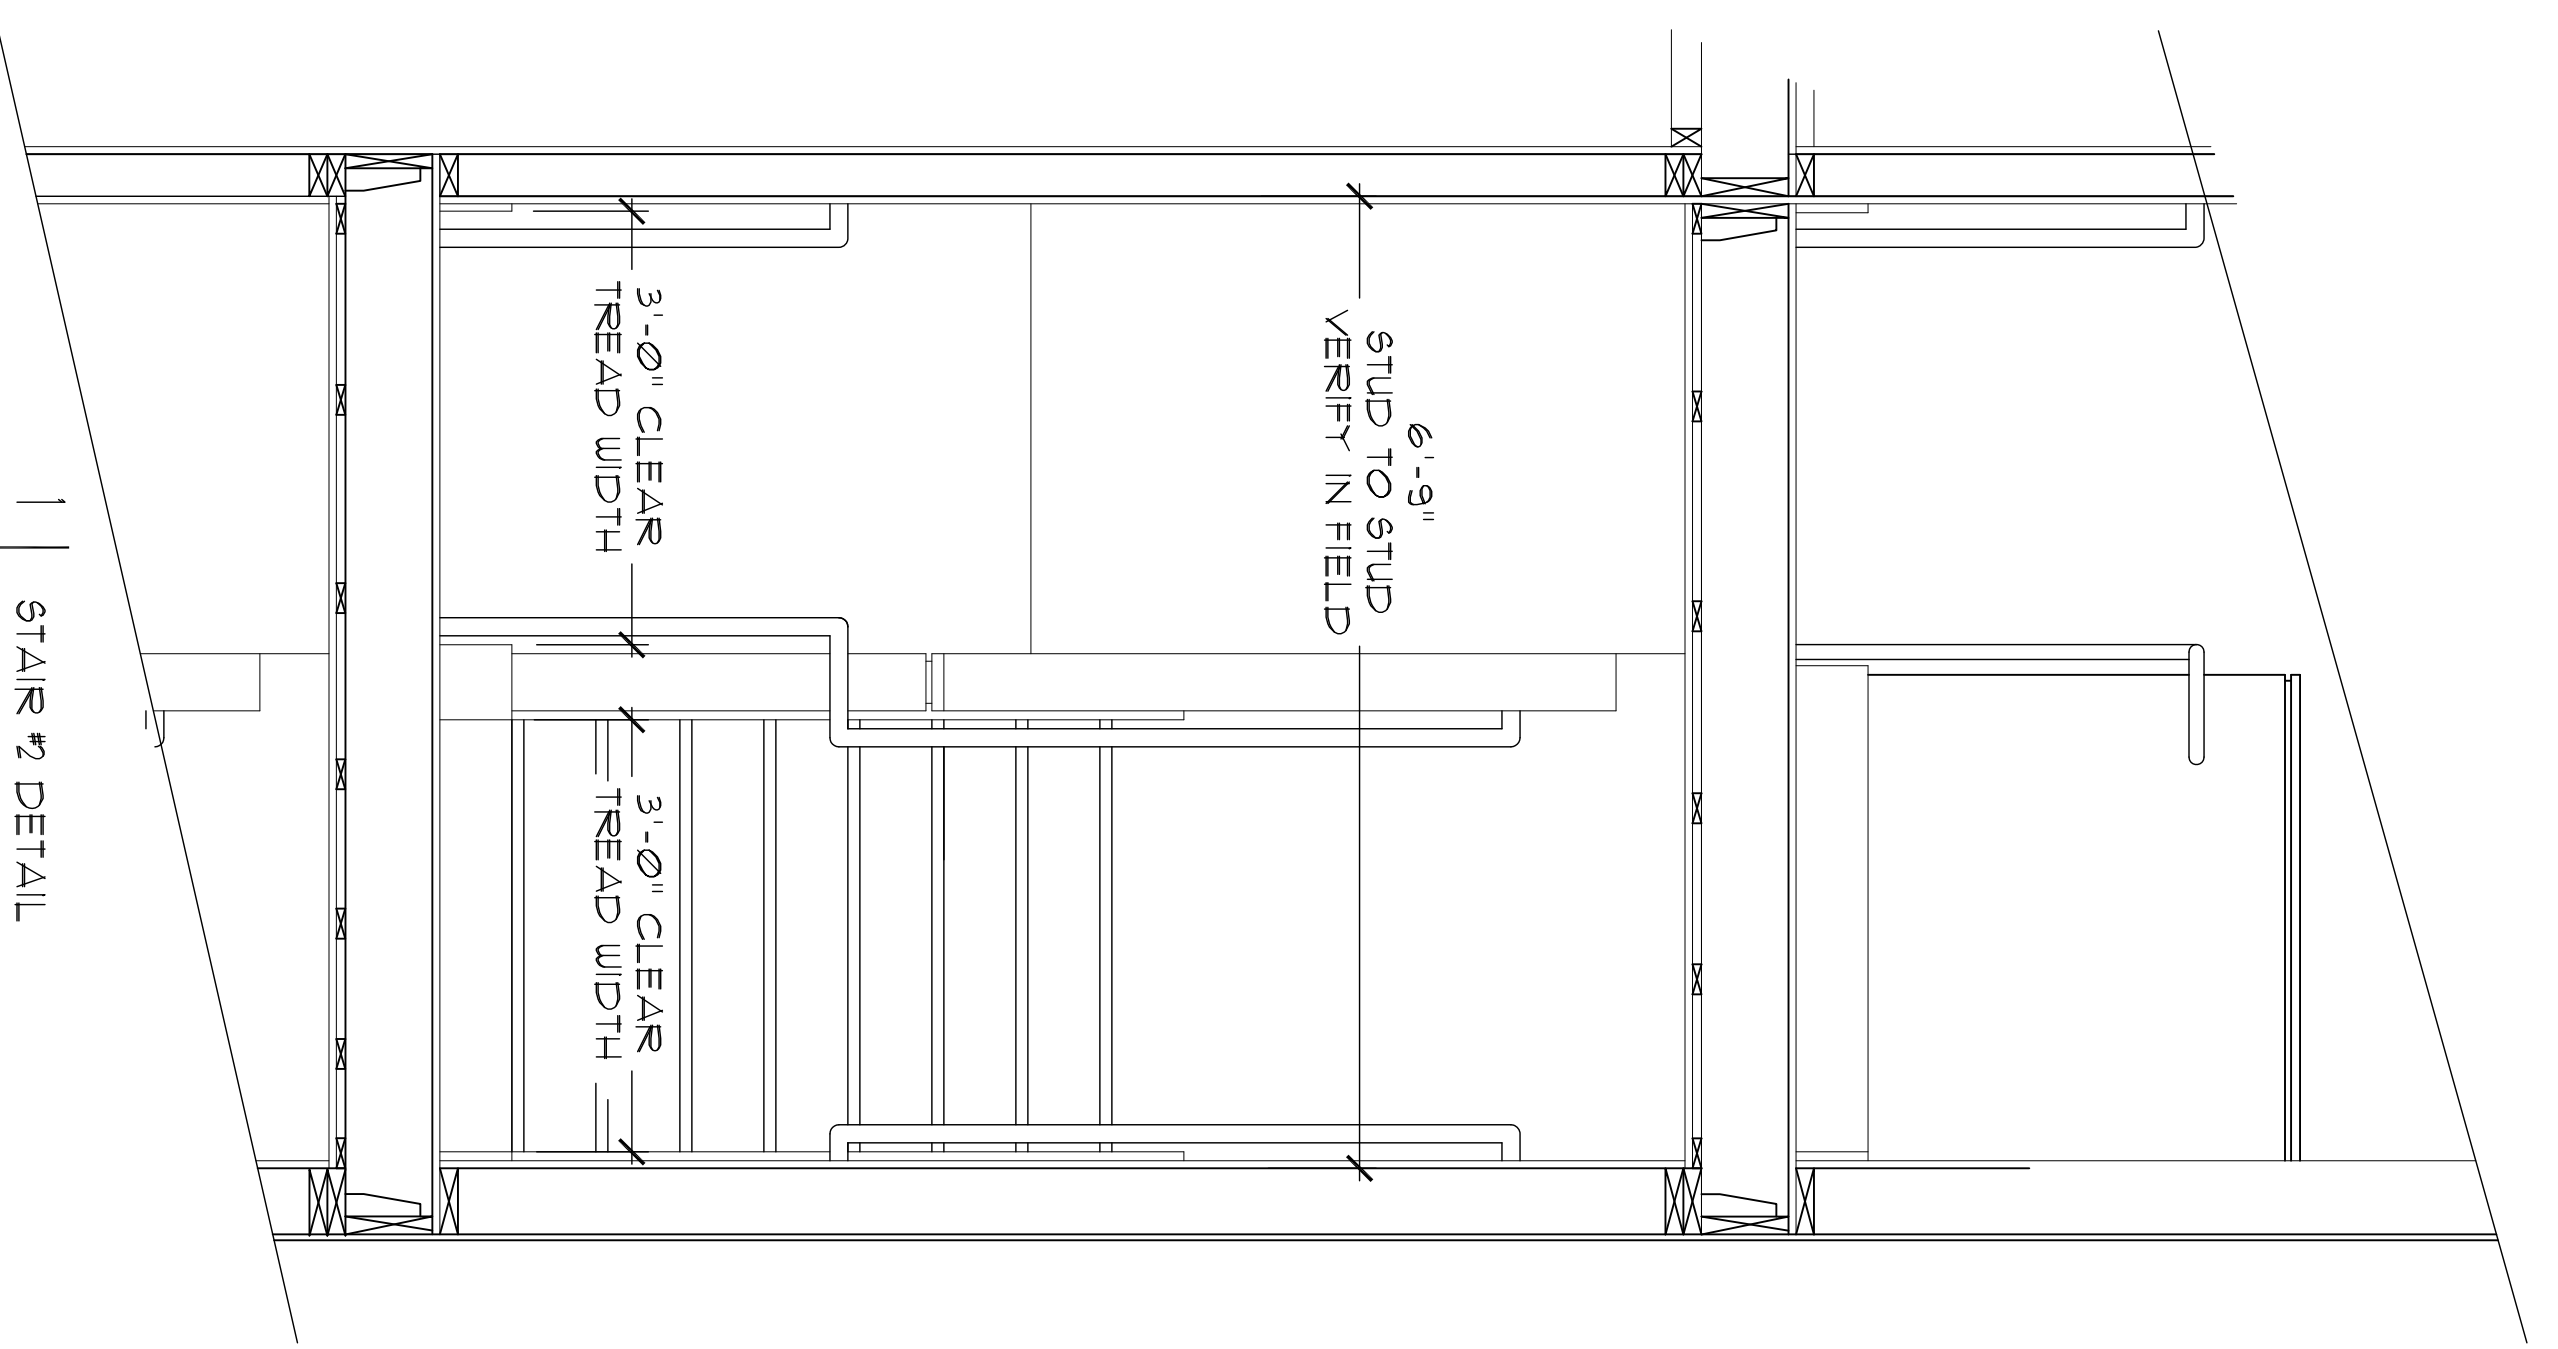 6'-9"
STUD TO STUD
VERIFY IN FIELD
3'-0" CLEAR
TREAD WIDTH
3'-0" CLEAR
TREAD WIDTH
1
STAIR #2 DETAIL